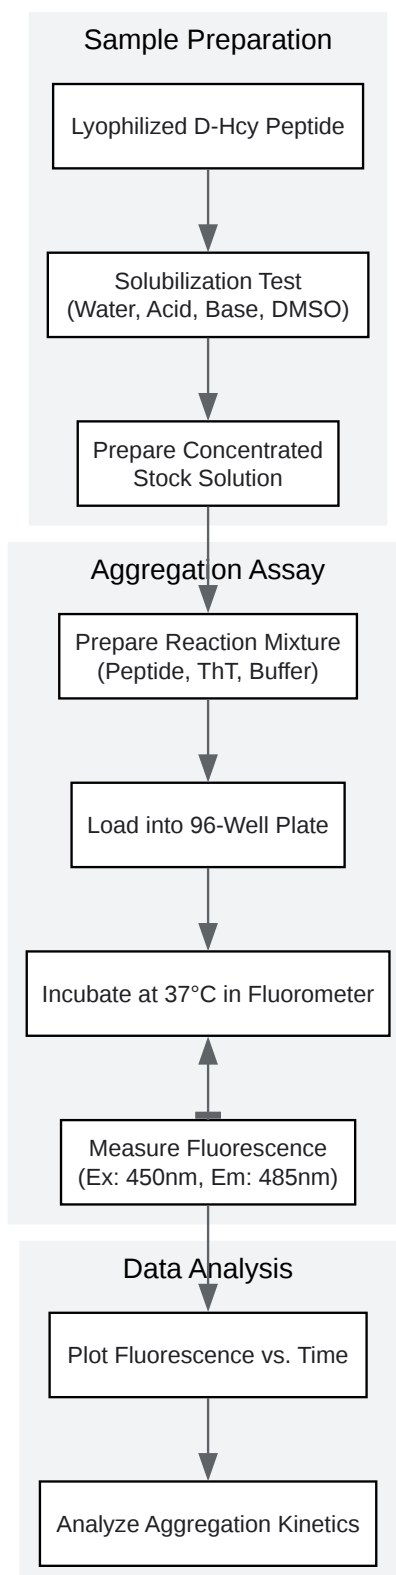 Sample Preparation
Lyophilized D-Hcy Peptide
Solubilization Test
(Water, Acid, Base, DMSO)
Prepare Concentrated
Stock Solution
Aggregation Assay
Prepare Reaction Mixture
(Peptide, ThT, Buffer)
Load into 96-Well Plate
Incubate at 37°C in Fluorometer
Measure Fluorescence
(Ex: 450nm, Em: 485nm)
Data Analysis
Plot Fluorescence vs. Time
Analyze Aggregation Kinetics